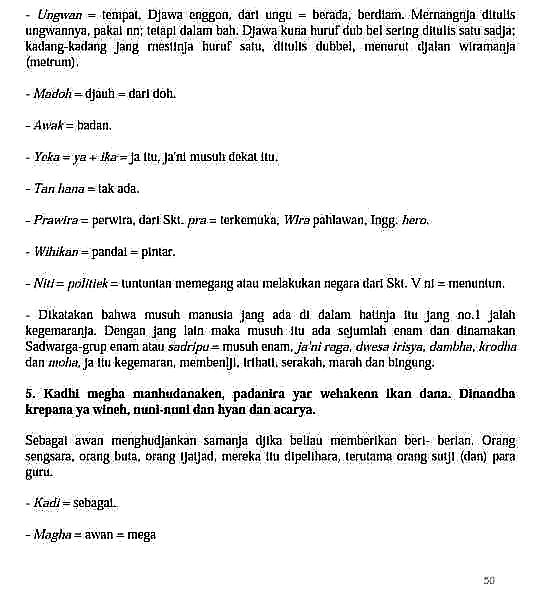 - Ungwan = tempat, Djawa enggon, dari ungu = berada, berdiam. Mernangnja ditulis
ungwannya, pakai nn; tetapi dalam bah. Djawa kuna huruf dub bel sering ditulis satu sadja;
kadang-kadang jang mestinja huruf satu, ditulis dubbel, menurut djalan wiramanja
(metrum).
- Madoh = djauh = dari doh.
- Awak = badan.
- Yeka = ya + ika = ja itu, ja'ni musuh dekat itu.
- Tan hana = tak ada.
- Prawira = perwira, dari Skt. pra = terkemuka, Wira pahlawan, Ingg. hero.
- Wihikan = pandai = pintar.
- Niti = politiek = tuntuntan memegang atau melakukan negara dari Skt. V ni = menuntun.
- Dikatakan bahwa musuh manusia jang ada di dalam hatinja itu jang no.1 jalah
kegemaranja. Dengan jang lain maka musuh itu ada sejumlah enam dan dinamakan
Sadwarga-grup enam atau sadripu = musuh enam, ja'ni raga, dwesa irisya, dambha, krodha
dan moha, ja itu kegemaran, membentji, irihati, serakah, marah dan bingung.
5. Kadhi megha manhudanaken, padanira yar wehakenn ikan dana. Dinandha
krepana ya wineh, nuni-nuni dan hyan dan acarya.
Sebagai awan menghudjankan samanja djika beliau memberikan beri- berian. Orang
sengsara, orang buta, orang tjatjad, mereka itu dipelihara, terutama orang sutji (dan) para
guru.
- Kadi = sebagai.
- Magha = awan = mega
50